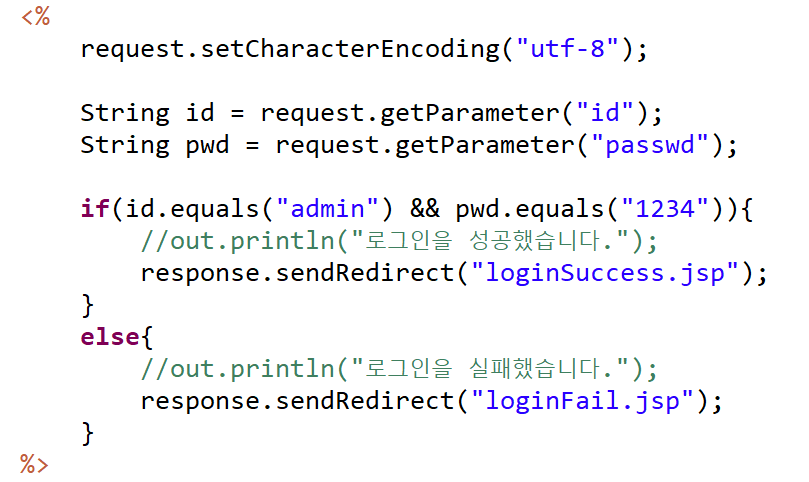 <%
request.setCharacterEncoding("utf-8");
String id = request.getParameter("id");
String pwd = request.getParameter("passwd");
if(id.equals("admin") && pwd.equals("1234")){
//out.println("로그인을 성공했습니다.");
response.sendRedirect("loginSuccess.jsp");
}
else{
//out.println("로그인을 실패했습니다.");
response.sendRedirect("loginFail.jsp");
}
%>